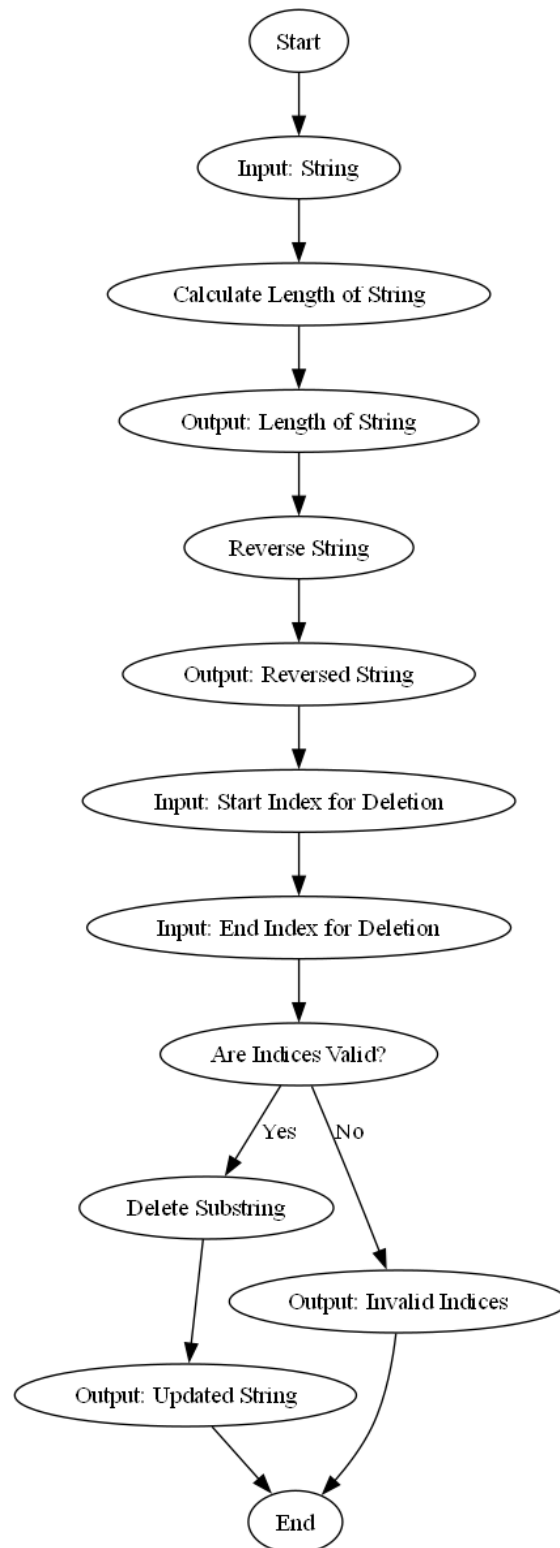 Start
Input: String
Calculate Length of String
Output: Length of String
Reverse String
Output: Reversed String
Input: Start Index for Deletion
Input: End Index for Deletion
Are Indices Valid?
Yes
No
Delete Substring
Output: Invalid Indices
Output: Updated String
End